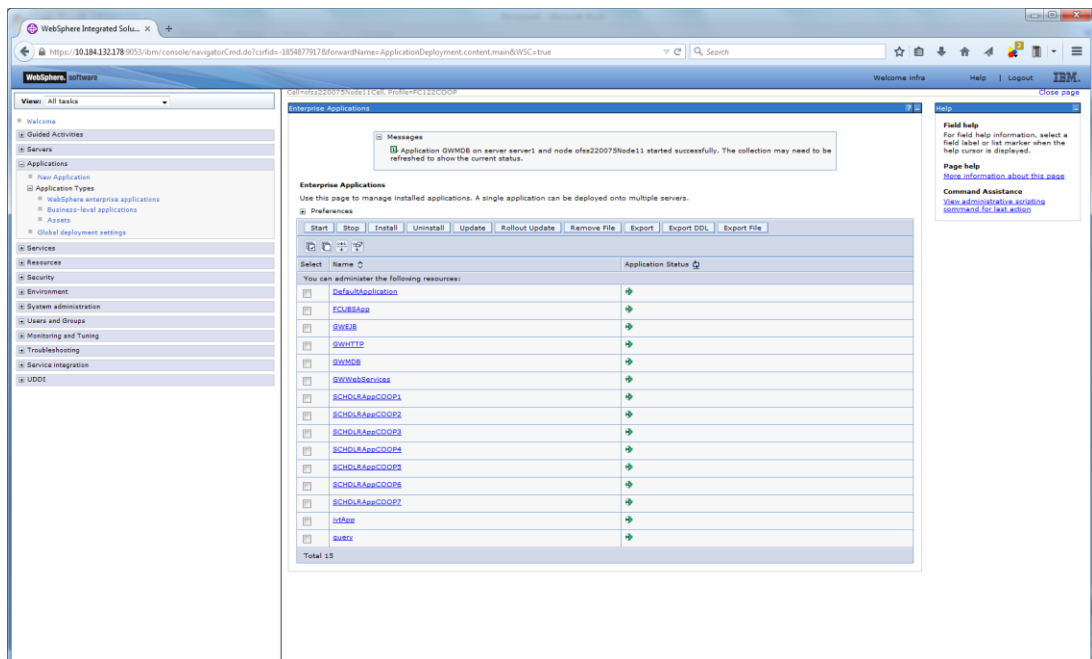 WebSphere Integrated Solu...
https://10.184.132.178:9053/ibm/console/navigatorCmd.do?csrfid=-1854877917&forwardName=ApplicationDeployment.content.main&WSC=true
Search
2
WebSphere. software
Welcome infra
Help | Logout
IBM.
View: All tasks
Cell=ofss220075Node11Cell, Profile=FC122COOP
Close page
Welcome
Guided Activities
Servers
Applications
New Application
Application Types
WebSphere enterprise applications
Business-level applications
Assets
Global deployment settings
Services
Resources
Security
Environment
System administration
Users and Groups
Monitoring and Tuning
Troubleshooting
Service integration
UDDI
Enterprise Applications
Messages
Application GWMDB on server server1 and node ofss220075Node11 started successfully. The collection may need to be
refreshed to show the current status.
Enterprise Applications
Use this page to manage installed applications. A single application can be deployed onto multiple servers.
Preferences
Start Stop Install Uninstall Update Rollout Update Remove File Export Export DDL Export File
Select Name Application Status
You can administer the following resources:
DefaultApplication
FCUBSApp
GWEJB
GWHTTP
GWMDB
GWWebServices
SCHDLRAppCOOP1
SCHDLRAppCOOP2
SCHDLRAppCOOP3
SCHDLRAppCOOP4
SCHDLRAppCOOP5
SCHDLRAppCOOP6
SCHDLRAppCOOP7
ivtApp
query
Total 15
Help
Field help
For field help information, select a
field label or list marker when the
help cursor is displayed.
Page help
More information about this page
Command Assistance
View administrative scripting
command for last action